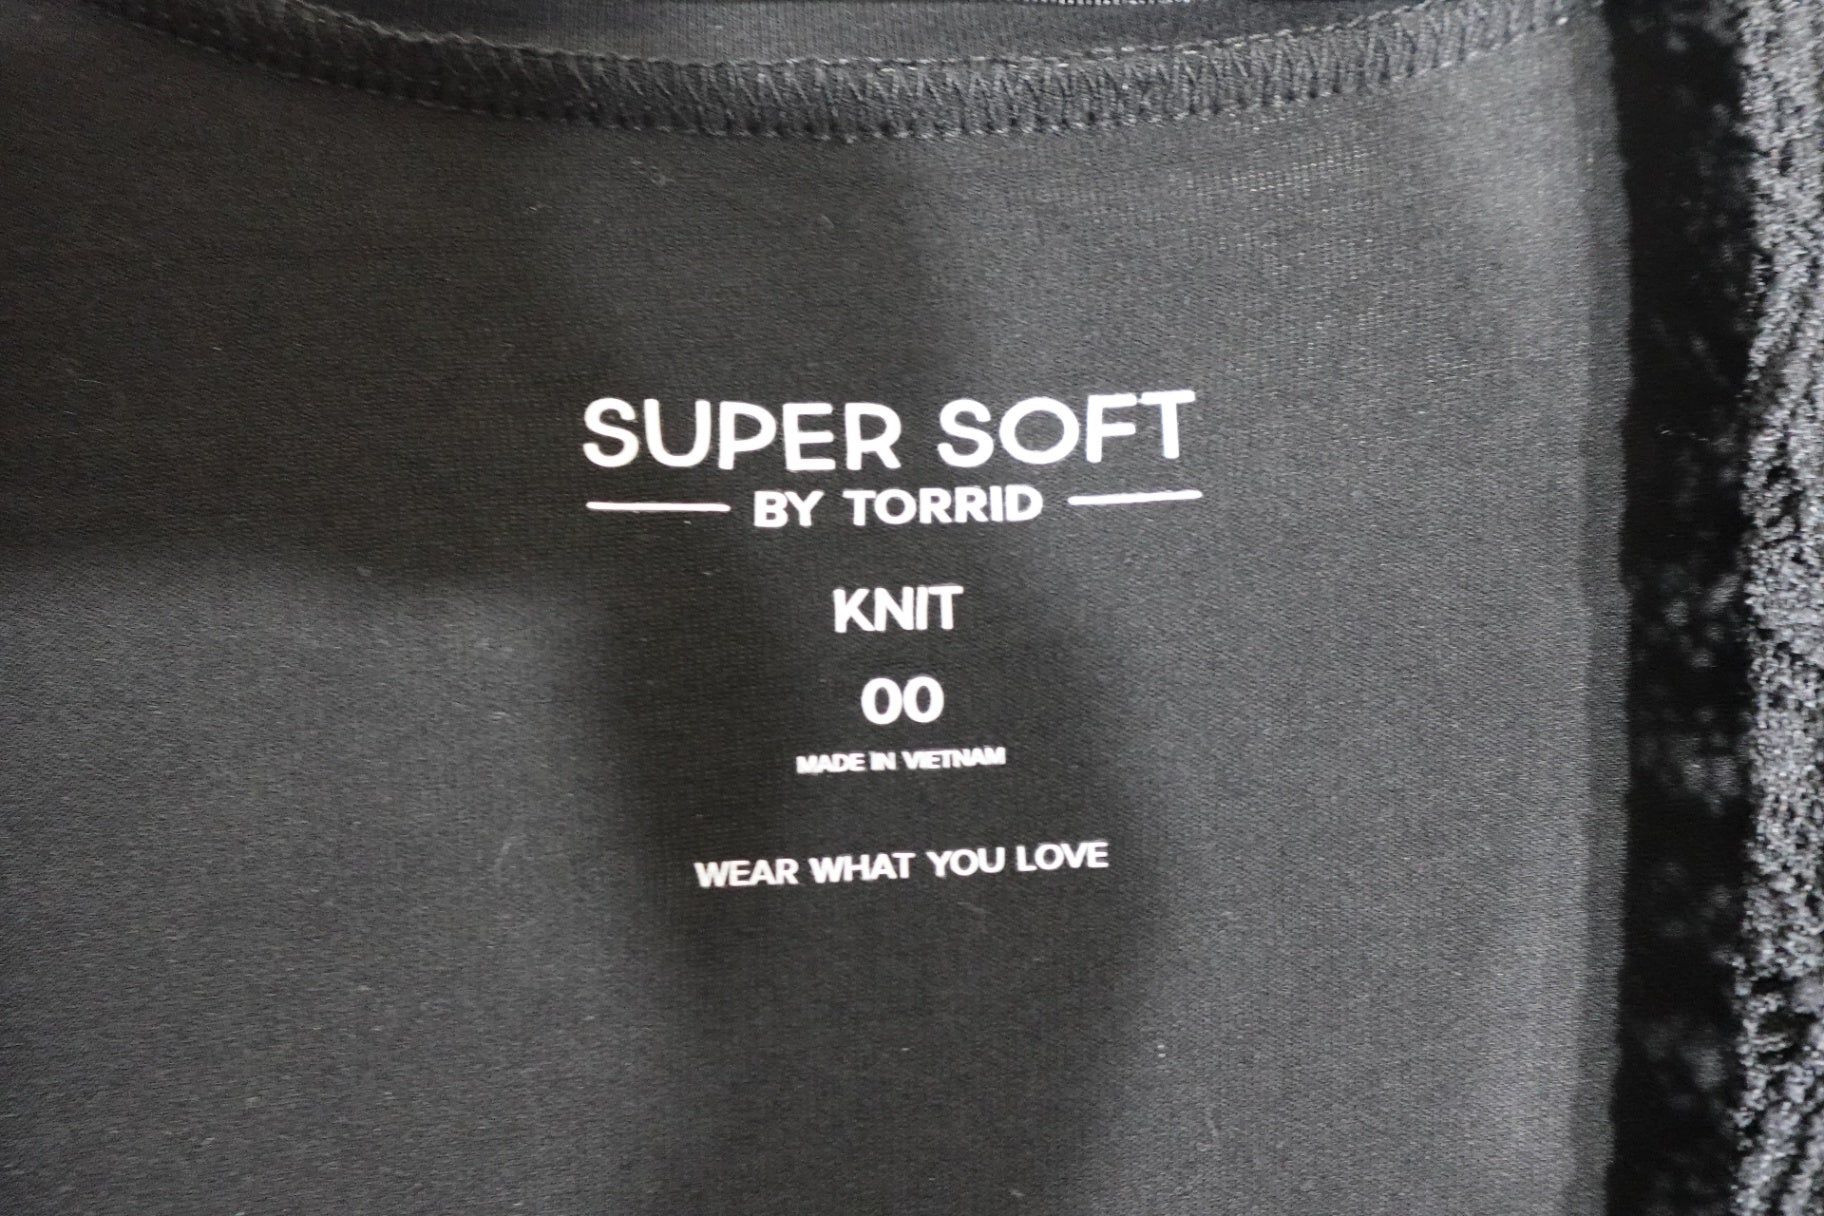 SUPER SOFT
BY TORRID
KNIT
00
MADE IN VIETNAM
WEAR WHAT YOU LOVE